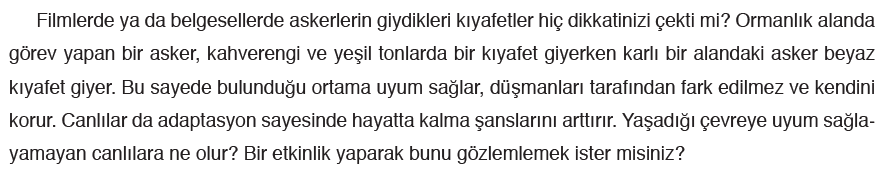 Filmlerde ya da belgesellerde askerlerin giydikleri kıyafetler hiç dikkatinizi çekti mi? Ormanlık alanda
görev yapan bir asker, kahverengi ve yeşil tonlarda bir kıyafet giyerken karlı bir alandaki asker beyaz
kıyafet giyer. Bu sayede bulunduğu ortama uyum sağlar, düşmanları tarafından fark edilmez ve kendini
korur. Canlılar da adaptasyon sayesinde hayatta kalma şanslarını arttırır. Yaşadığı çevreye uyum sağla-
yamayan canlılara ne olur? Bir etkinlik yaparak bunu gözlemlemek ister misiniz?